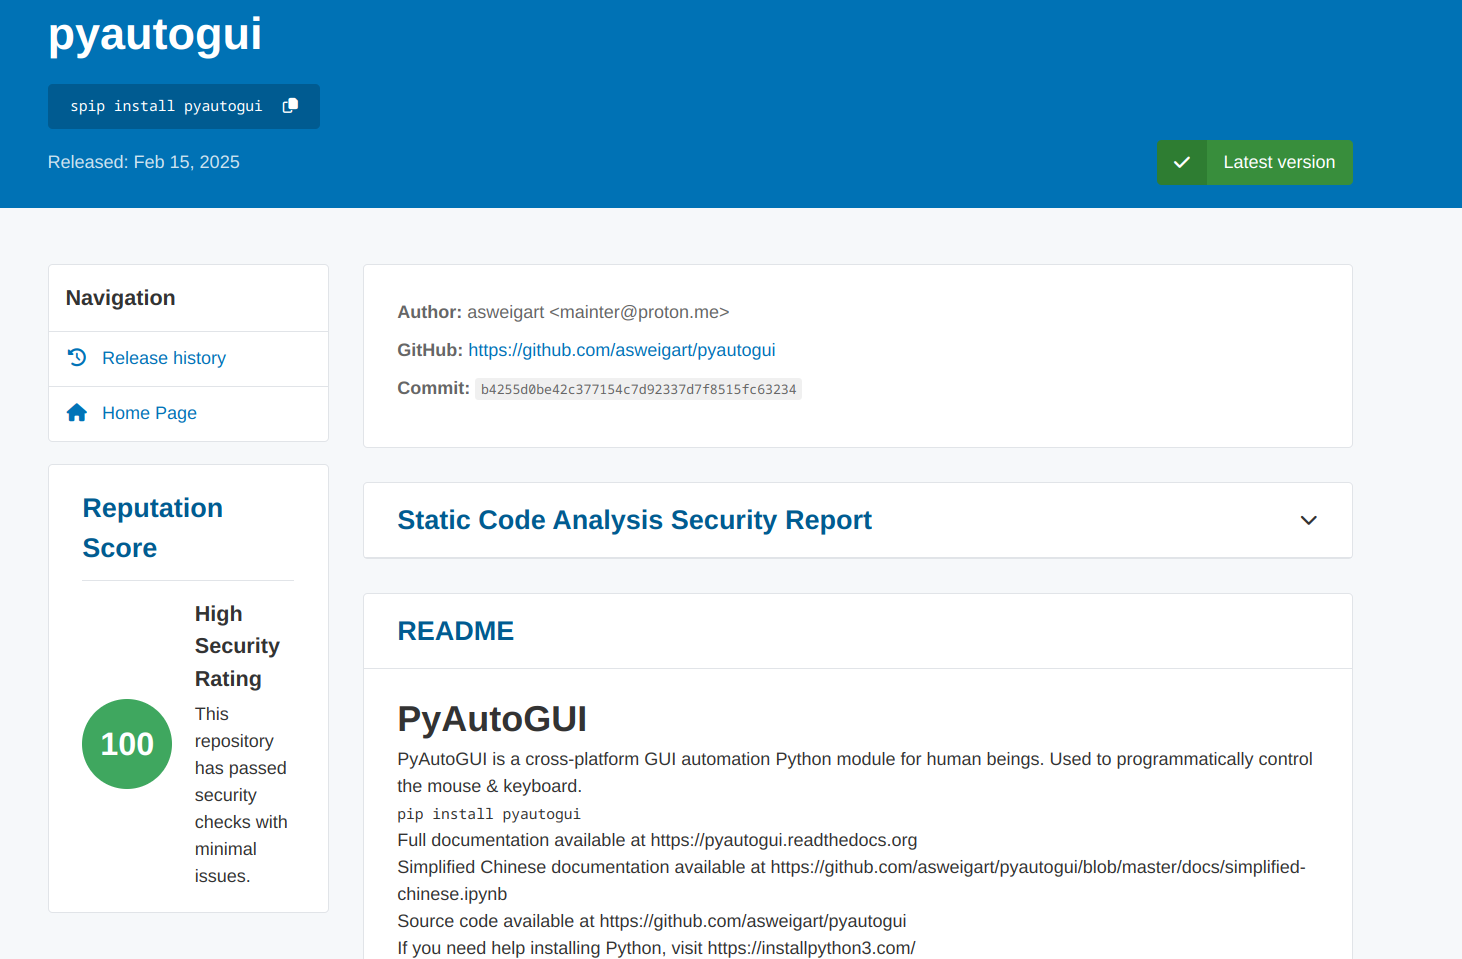 pyautogui
spip install pyautogui
Released: Feb 15, 2025
Latest version
Navigation
Release history
Home Page
Reputation
Score
High
Security
Rating
100
This
repository
has passed
security
checks with
minimal
issues.
Author: asweigart <mainter@proton.me>
GitHub: https://github.com/asweigart/pyautogui
Commit: b4255d0be42c377154c7d92337d7f8515fc63234
Static Code Analysis Security Report
README
PyAutoGUI
PyAutoGUI is a cross-platform GUI automation Python module for human beings. Used to programmatically control
the mouse & keyboard.
pip install pyautogui
Full documentation available at https://pyautogui.readthedocs.org
Simplified Chinese documentation available at https://github.com/asweigart/pyautogui/blob/master/docs/simplified-
chinese.ipynb
Source code available at https://github.com/asweigart/pyautogui
If you need help installing Python, visit https://installpython3.com/